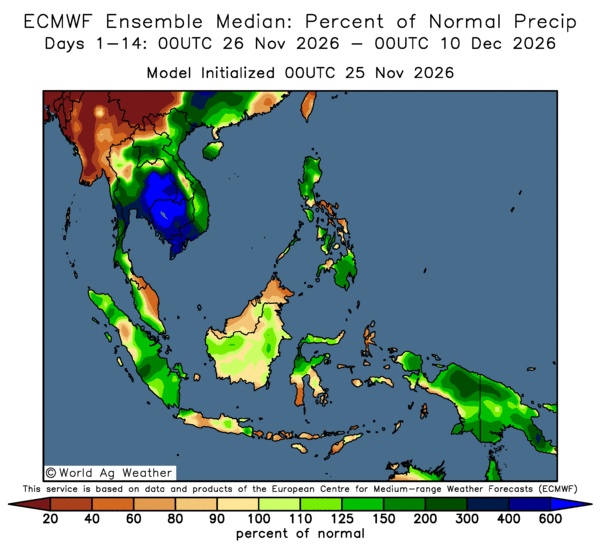 ECMWF Ensemble Median: Percent of Normal Precip
Days 1-14: 00UTC 26 Nov 2026 - 00UTC 10 Dec 2026
Model Initialized 00UTC 25 Nov 2026
© World Ag Weather
This service is based on data and products of the European Centre for Medium-range Weather Forecasts (ECMWF)
20 40 60 80 90 100 110 125 150 200 300 400 600
percent of normal